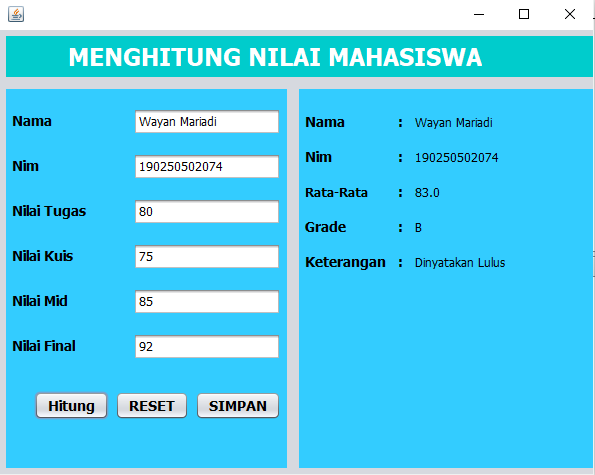 MENGHITUNG NILAI MAHASISWA
Nama Wayan Mariadi
Nim 190250502074
Nilai Tugas 80
Nilai Kuis 75
Nilai Mid 85
Nilai Final 92
Hitung RESET SIMPAN
Nama : Wayan Mariadi
Nim : 190250502074
Rata-Rata : 83.0
Grade : B
Keterangan : Dinyatakan Lulus